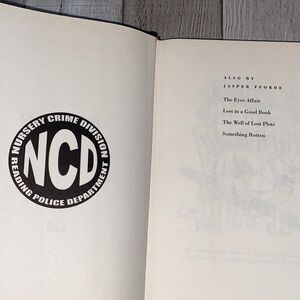 NURSERY CRIME DIVISION
NCD
READING POLICE DEPARTMENT
ALSO BY
JASPER FFORDE
The Eyre Affair
Lost in a Good Book
The Well of Lost Plots
Something Rotten